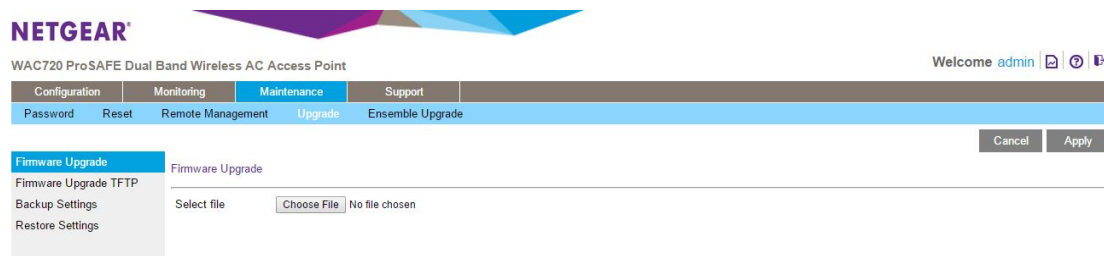 NETGEAR®
WAC720 ProSAFE Dual Band Wireless AC Access Point
Welcome admin
Configuration Monitoring Maintenance Support
Password Reset Remote Management Upgrade Ensemble Upgrade
Cancel Apply
Firmware Upgrade
Firmware Upgrade TFTP
Backup Settings
Restore Settings
Firmware Upgrade
Select file Choose File No file chosen